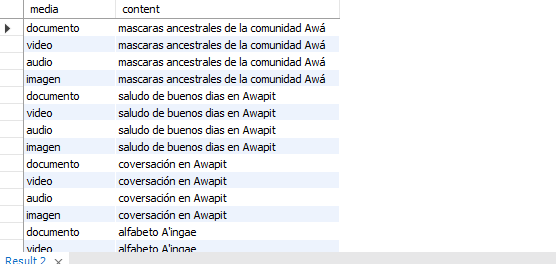 media content
documento mascaras ancestrales de la comunidad Awá
video mascaras ancestrales de la comunidad Awá
audio mascaras ancestrales de la comunidad Awá
imagen mascaras ancestrales de la comunidad Awá
documento saludo de buenos dias en Awapit
video saludo de buenos dias en Awapit
audio saludo de buenos dias en Awapit
imagen saludo de buenos dias en Awapit
documento coversación en Awapit
video coversación en Awapit
audio coversación en Awapit
imagen coversación en Awapit
documento alfabeto A'ingae
video alfabeto A'ingae
Result 2